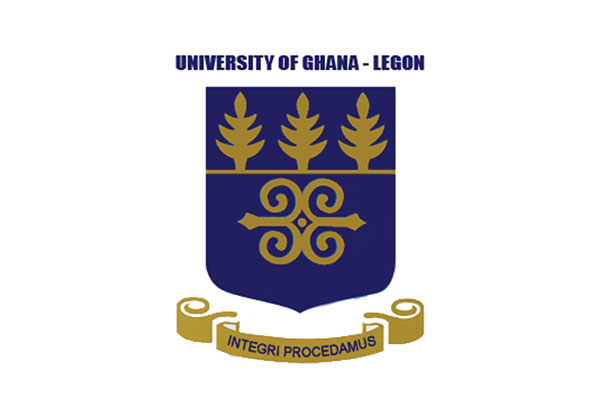 UNIVERSITY OF GHANA - LEGON
INTEGRI PROCEDAMUS